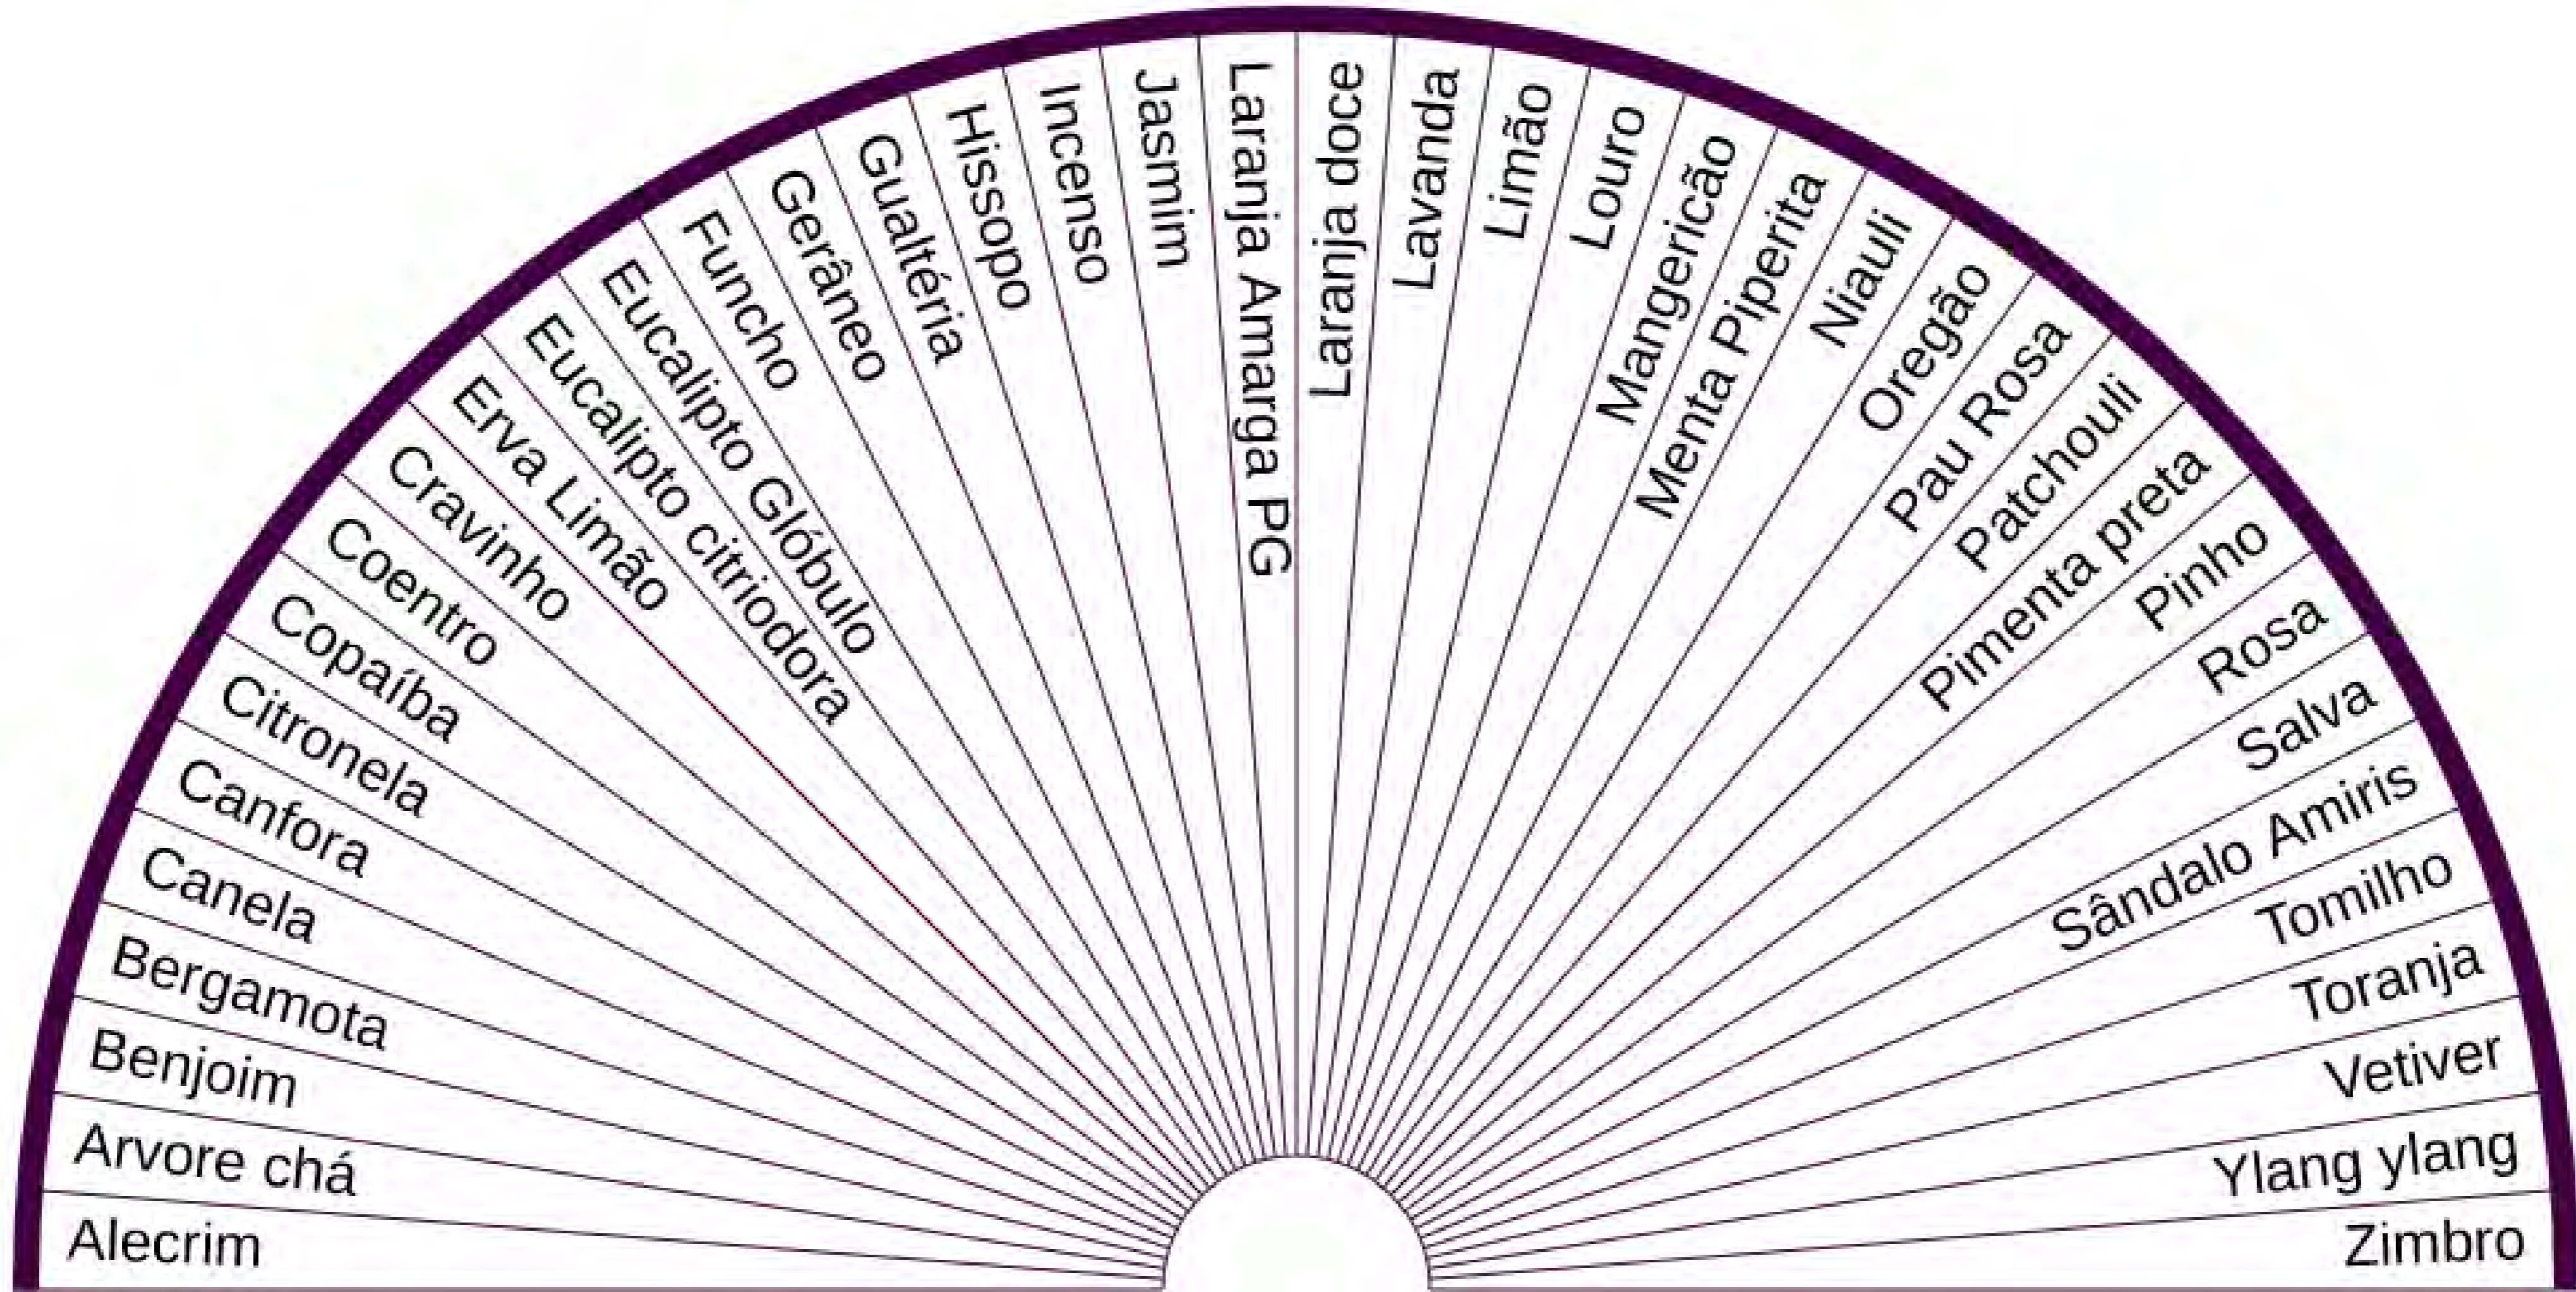 Alecrim
Arvore chá
Benjoim
Bergamota
Canela
Canfora
Citronela
Copaíba
Coentro
Cravinho
Erva Limão
Eucalipto citriodora
Eucalipto Glóbulo
Funcho
Gerâneo
Gualtéria
Hissopo
Incenso
Jasmim
Laranja Amarga PG
Laranja doce
Lavanda
Limão
Louro
Mangericão
Menta Piperita
Niauli
Oregão
Pau Rosa
Patchouli
Pimenta preta
Pinho
Rosa
Salva
Sândalo Amiris
Tomilho
Toranja
Vetiver
Ylang ylang
Zimbro